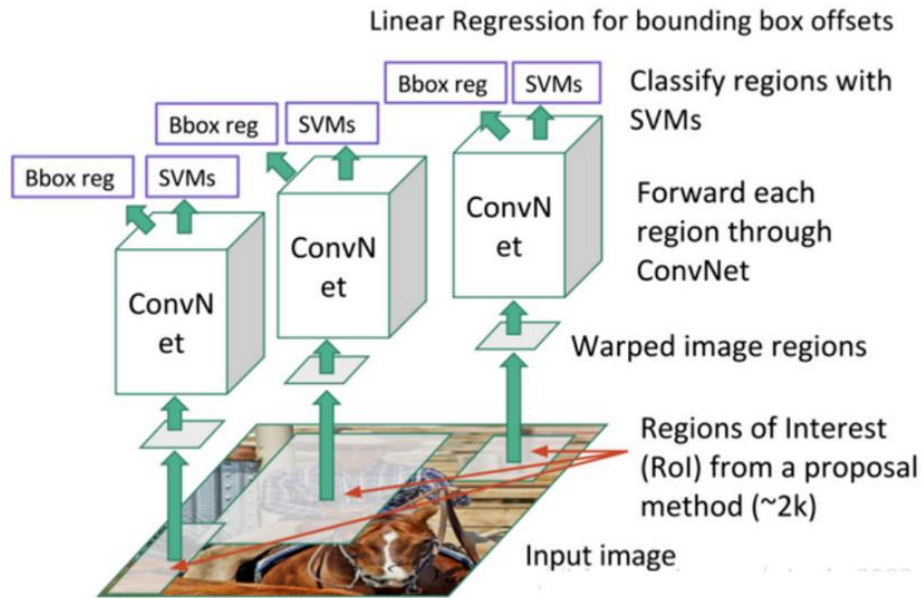 Linear Regression for bounding box offsets
Bbox reg
SVMs
Classify regions with
SVMs
Bbox reg
SVMs
Bbox reg
SVMs
ConvN
et
Forward each
region through
ConvNet
ConvN
et
ConvN
et
Warped image regions
Regions of Interest
(RoI) from a proposal
method (~2k)
Input image